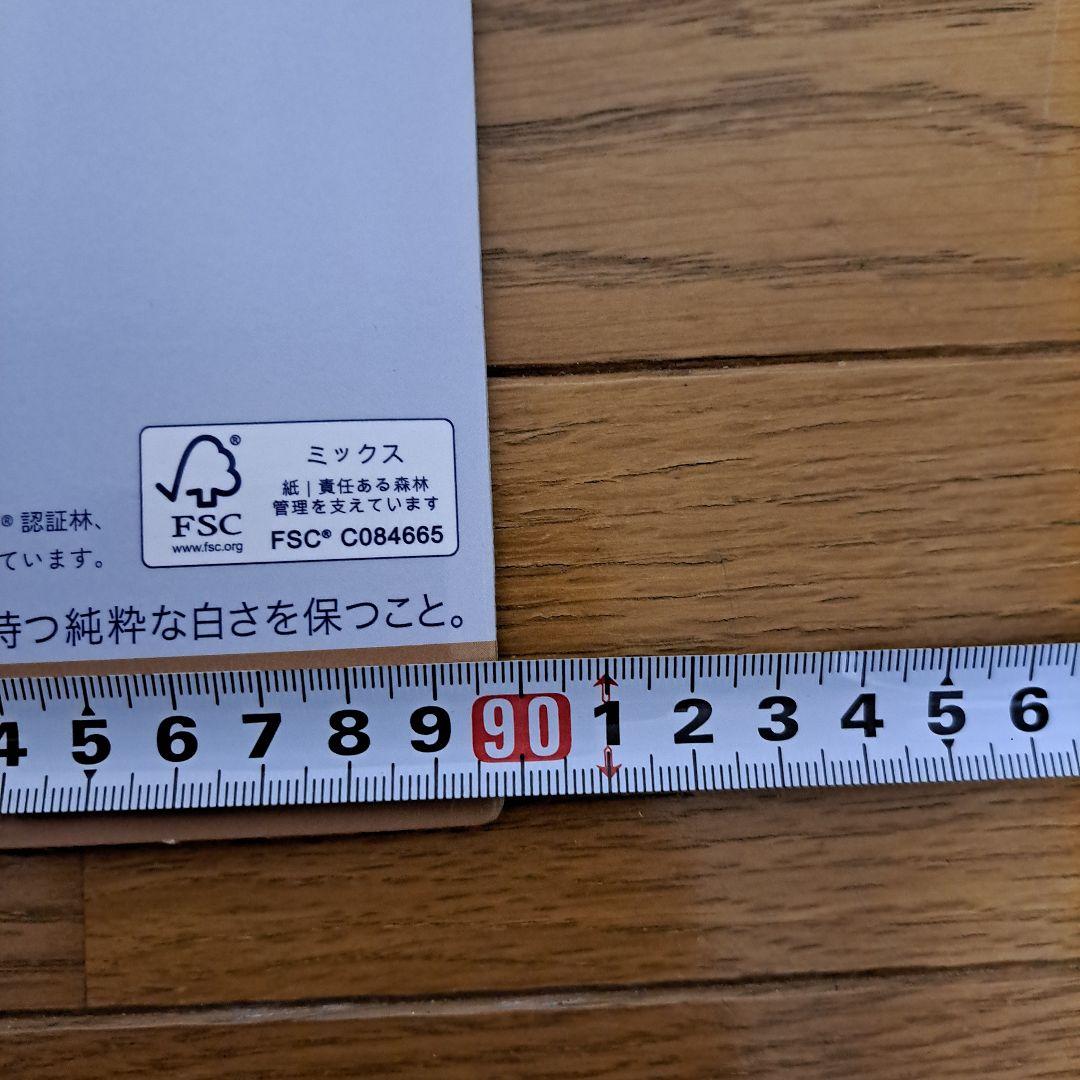 ミックス
紙 | 責任ある森林
管理を支えています
FSC® C084665
®
FSC
www.fsc.org
® 認証林、
ています。
持つ純粋な白さを保つこと。
4 5 6 7 8 9 90 1 2 3 4 5 6